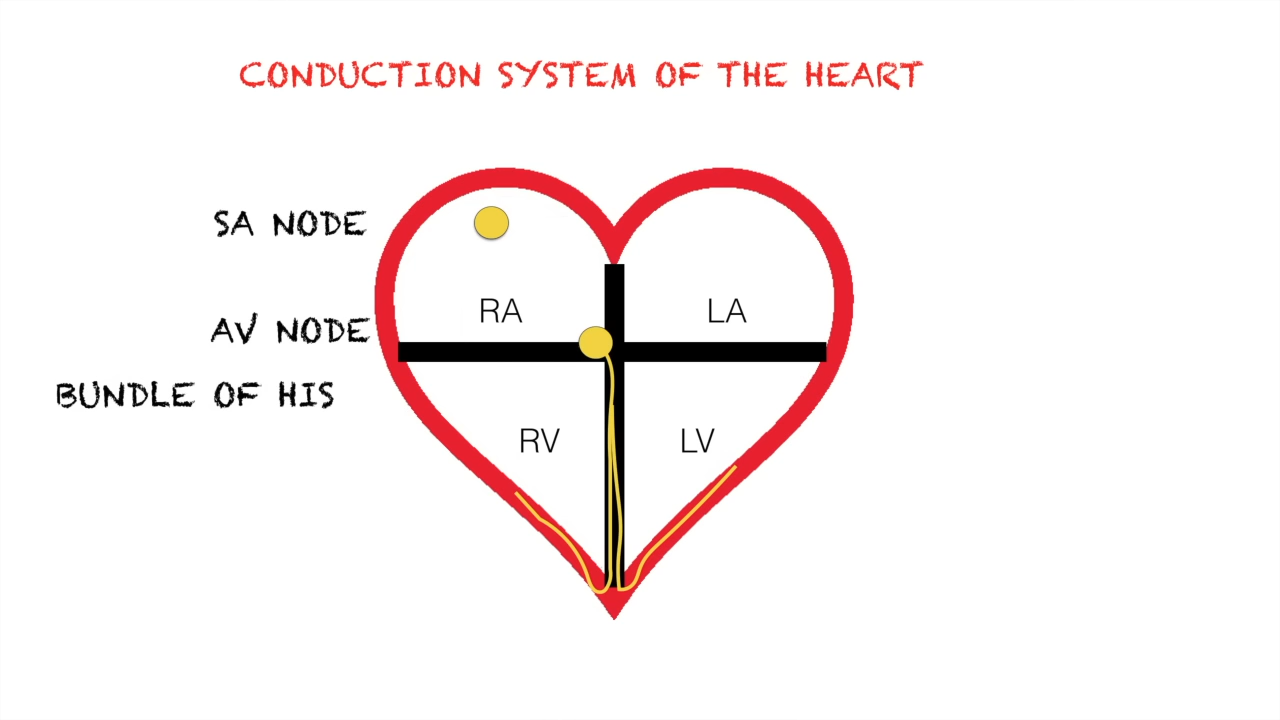 CONDUCTION SYSTEM OF THE HEART
SA NODE
RA
LA
AV NODE
BUNDLE OF HIS
RV
LV